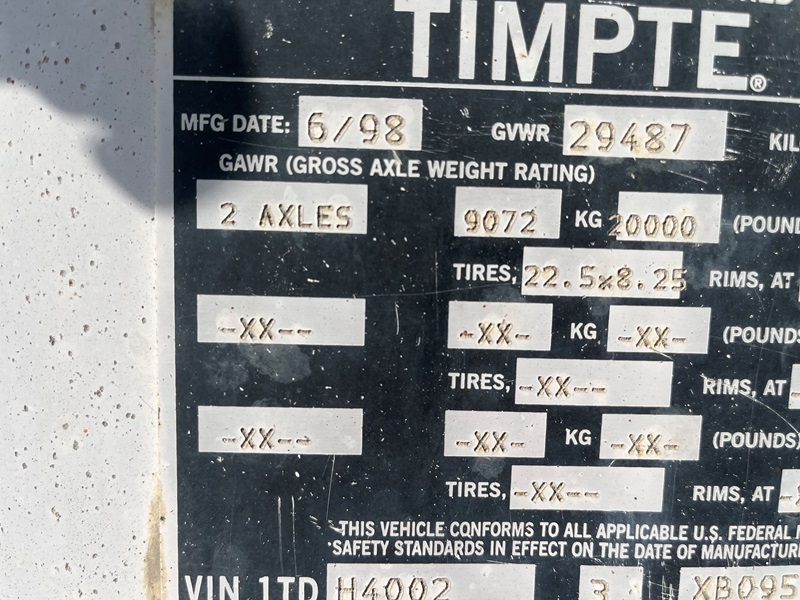 TIMPTE®
MFG DATE: 6/98 GVWR 29487
GAWR (GROSS AXLE WEIGHT RATING)
2 AXLES 9072 KG 20000 (POUND
TIRES, 22.5x8.25 RIMS, AT
-XX-- -XX- KG -XX- (POUNDS
TIRES, -XX-- RIMS, AT
-XX-- -XX- KG -XX- (POUNDS)
TIRES, -XX-- RIMS, AT
THIS VEHICLE CONFORMS TO ALL APPLICABLE U.S. FEDERAL
SAFETY STANDARDS IN EFFECT ON THE DATE OF MANUFACTUR
VIN 1TD H4002 3 XB095